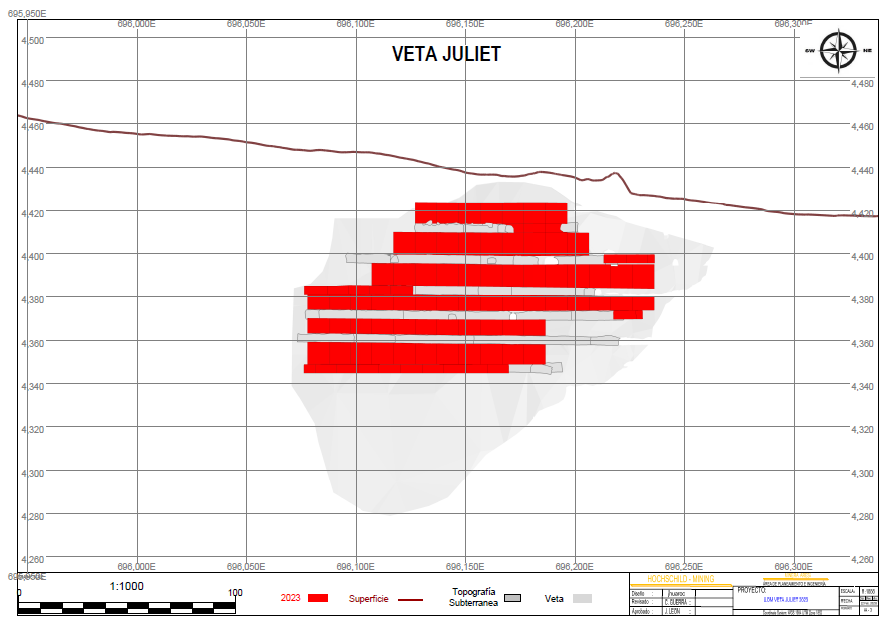 695,950E
696,000E 696,050E 696,100E 696,150E 696,200E 696,250E 696,300E
4,500
VETA JULIET
SW NE
4,480 4,480
4,460 4,460
4,440 4,440
4,420 4,420
4,400 4,400
4,380 4,380
4,360 4,360
4,340 4,340
4,320 4,320
4,300 4,300
4,280 4,280
4,260 4,260
696,000E 696,050E 696,100E 696,150E 696,200E 696,250E 696,300E
1:1000
0 100
2023
Superficie
Topografía
Subterranea
Veta
HOCHSCHILD - MINING
AREA DE PLANEAMIENTO E INGENIERIA
PROYECTO:
Diseño :
Revisado : C. GUERRA
Aprobado : J. LEON
ESCALA:
FECHA: